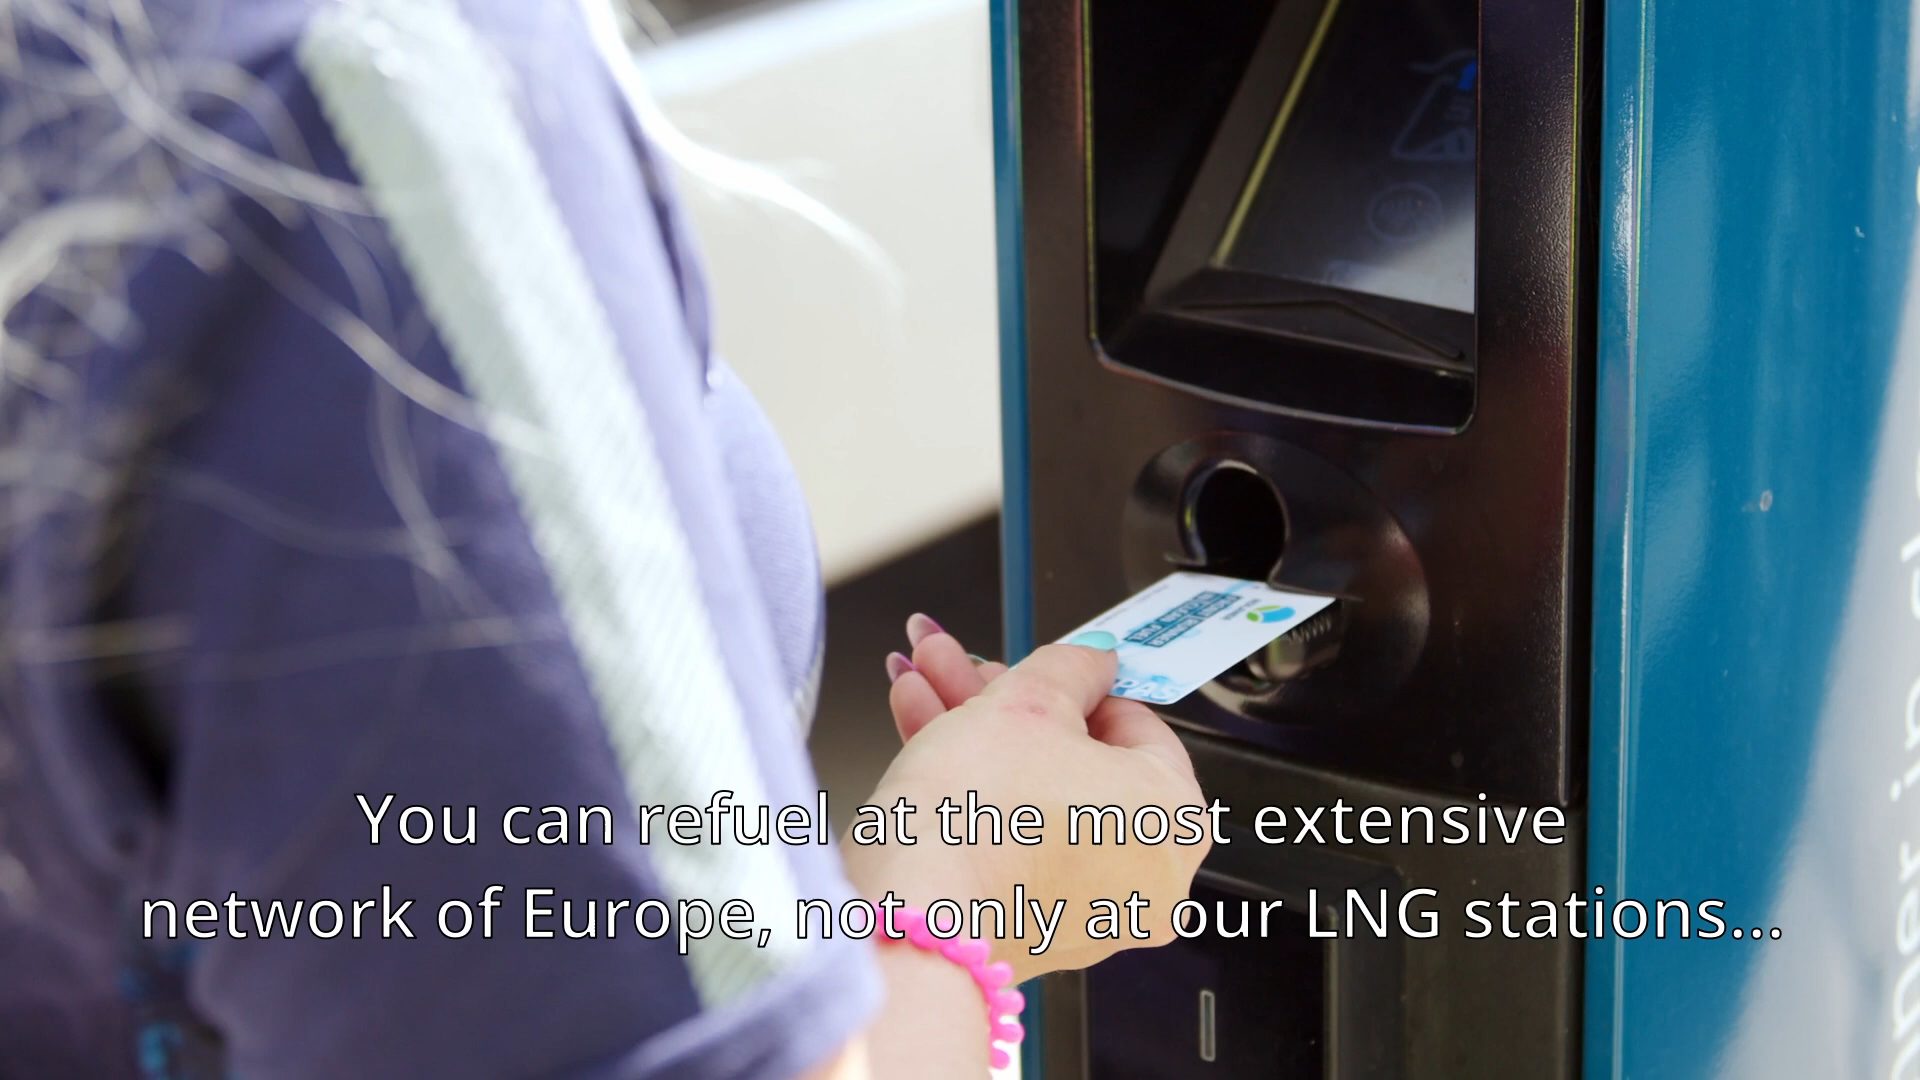 You can refuel at the most extensive
network of Europe, not only at our LNG stations...